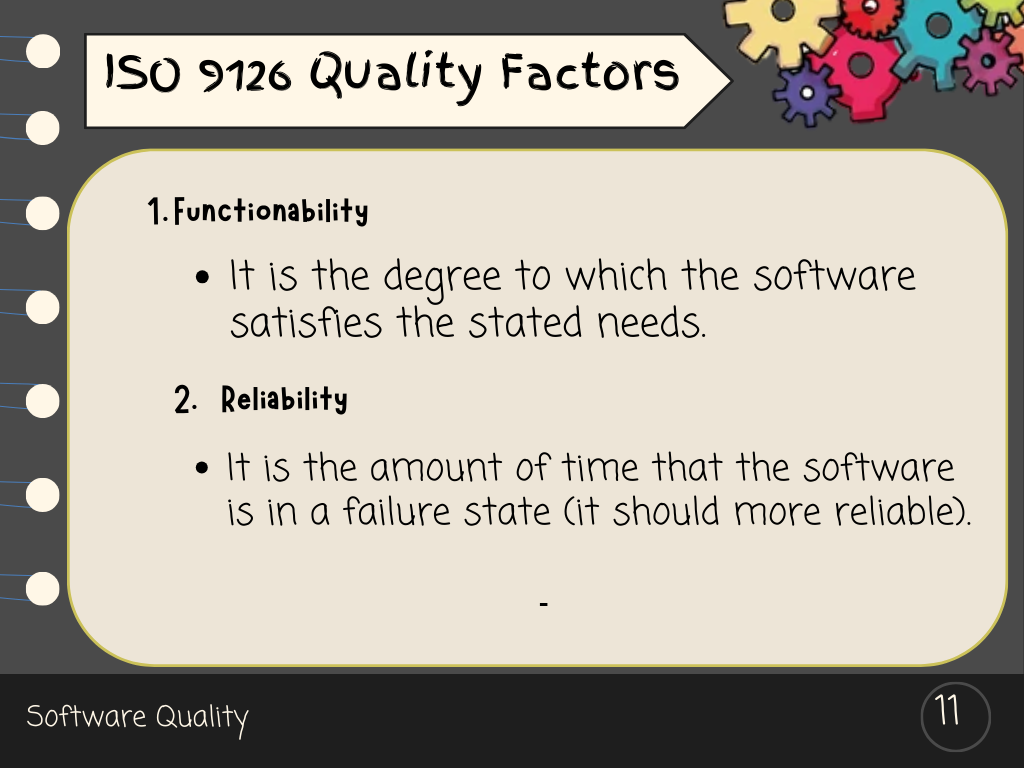 ISO 9126 Quality Factors
1. Functionability
• It is the degree to which the software
satisfies the stated needs.
2. Reliability
• It is the amount of time that the software
is in a failure state (it should more reliable).
-
Software Quality
11